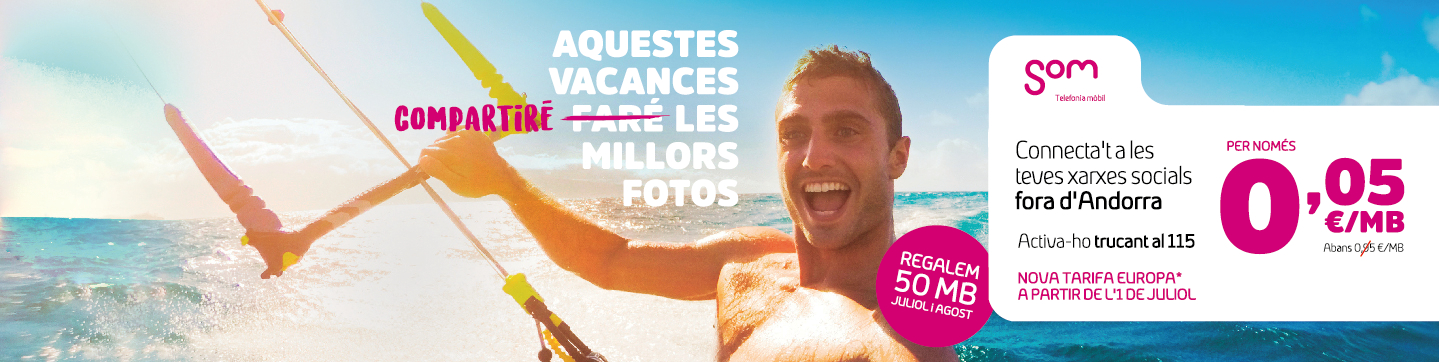 AQUESTES
VACANCES
COMPARTIRÉ FARÉ LES
MILLORS
FOTOS
REGALEM
50 MB
JULIOL i AGOST
Som
Telefonia mòbil
Connecta't a les
teves xarxes socials
fora d'Andorra
Activa-ho trucant al 115
NOVA TARIFA EUROPA*
A PARTIR DE L'1 DE JULIOL
PER NOMÉS
0,05
€/MB
Abans 0,95 €/MB